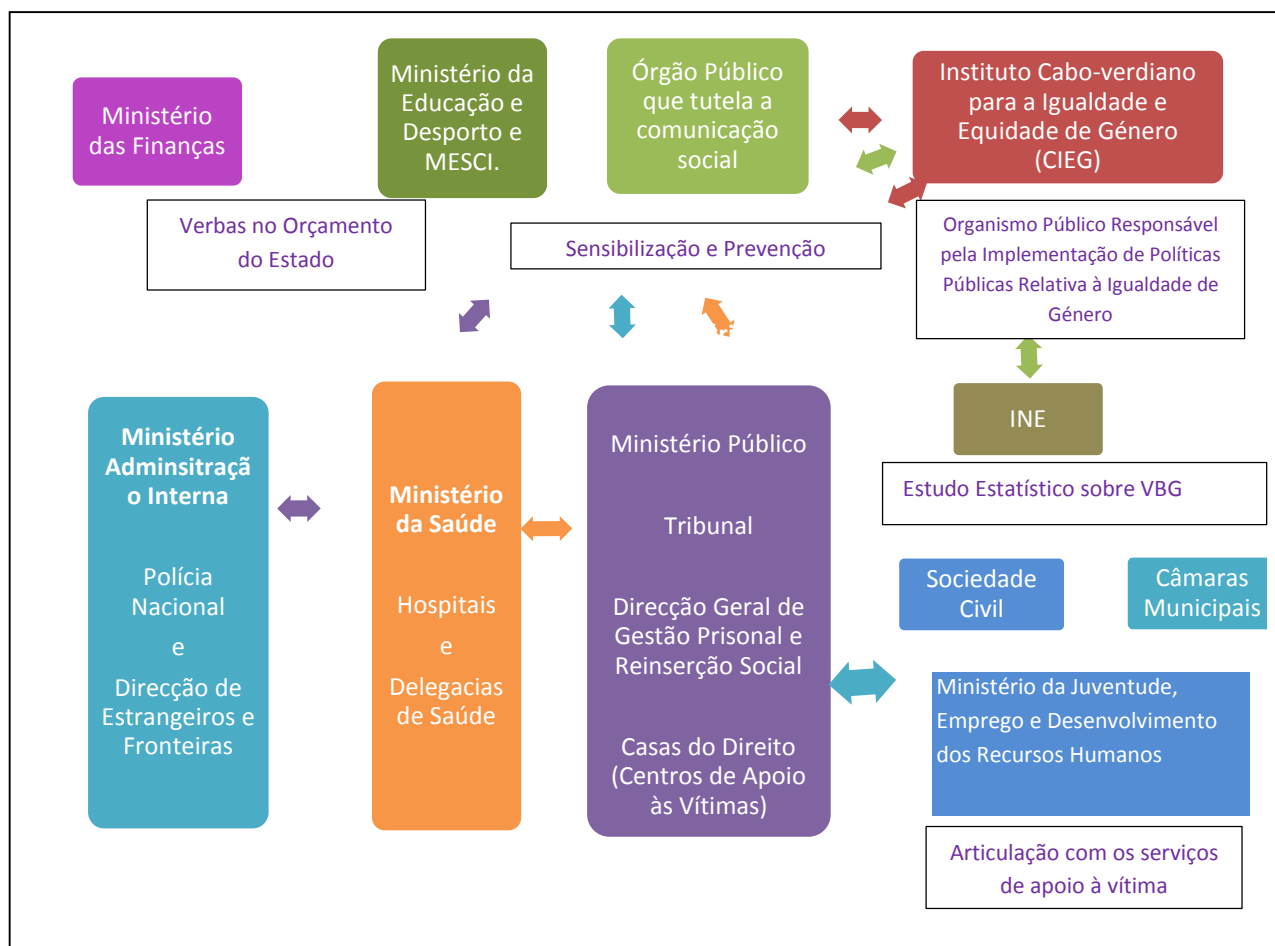 Ministério
das Finanças
Ministério da
Educação e
Desporto e
MESCI.
Órgão Público
que tutela a
comunicação
social
Instituto Cabo-verdiano
para a Igualdade e
Equidade de Género
(CIEG)
Verbas no Orçamento
do Estado
Sensibilização e Prevenção
Organismo Público Responsável
pela Implementação de Políticas
Públicas Relativa à Igualdade de
Género
INE
Estudo Estatístico sobre VBG
Ministério
Adminsitraçã
o Interna
Polícia
Nacional
e
Direcção de
Estrangeiros e
Fronteiras
Ministério
da Saúde
Hospitais
e
Delegacias
de Saúde
Ministério Público
Tribunal
Direcção Geral de
Gestão Prisonal e
Reinserção Social
Casas do Direito
(Centros de Apoio
às Vítimas)
Sociedade
Civil
Câmaras
Municipais
Ministério da Juventude,
Emprego e Desenvolvimento
dos Recursos Humanos
Articulação com os serviços
de apoio à vítima